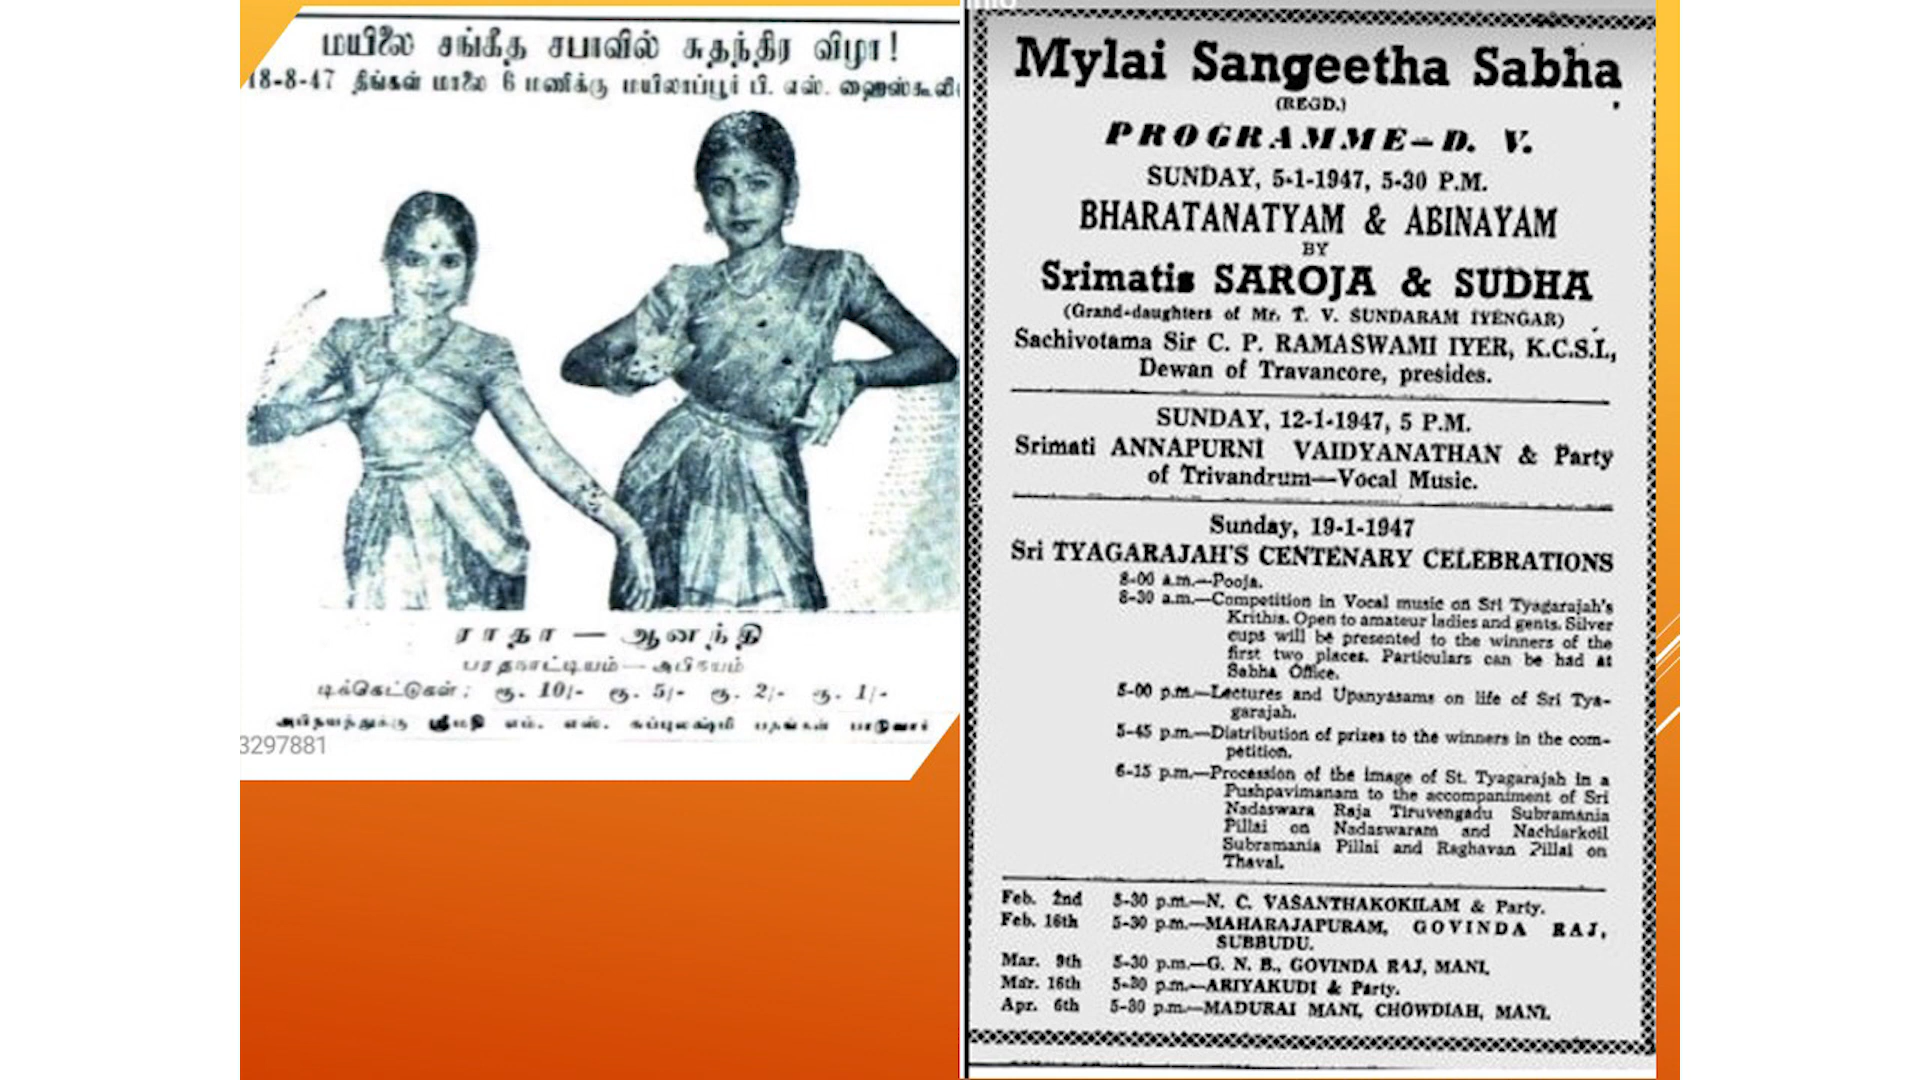 மயிலை சங்கீத சபாவில் சுதந்திர விழா!
18-8-47 திங்கள் மாலை 6 மணிக்கு மயிலாப்பூர் பி. எஸ். ஹைஸ்கூலி
ராதா — ஆனந்தி
பரதநாட்டியம் — அபிநயம்
டிக்கெட்டுகள் : ரூ. 10/- ரூ. 5/- ரூ. 2/- ரூ. 1/-
அபிநயத்துக்கு ஸ்ரீமதி எம். எஸ். சுப்புலக்ஷ்மி பதங்கள் பாடுவார்
3297881
Mylai Sangeetha Sabha
(REGD.)
PROGRAMME—D. V.
SUNDAY, 5-1-1947, 5-30 P.M.
BHARATANATYAM & ABINAYAM
BY
Srimatis SAROJA & SUDHA
(Grand-daughters of Mr. T. V. SUNDARAM IYENGAR)
Sachivotama Sir C. P. RAMASWAMI IYER, K.C.S.I.,
Dewan of Travancore, presides.
SUNDAY, 12-1-1947, 5 P.M.
Srimati ANNAPURNI VAIDYANATHAN & Party
of Trivandrum—Vocal Music.
Sunday, 19-1-1947
Sri TYAGARAJAH'S CENTENARY CELEBRATIONS
8-00 a.m.—Pooja.
8-30 a.m.—Competition in Vocal music on Sri Tyagarajah's
Krithis. Open to amateur ladies and gents. Silver
cups will be presented to the winners of the
first two places. Particulars can be had at
Sabha Office.
5-00 p.m.—Lectures and Upanyasams on life of Sri Tya-
garajah.
5-45 p.m.—Distribution of prizes to the winners in the com-
petition.
6-15 p.m.—Procession of the image of St. Tyagarajah in a
Pushpavimanam to the accompaniment of Sri
Nadaswara Raja Tiruvengadu Subramania
Pillai on Nadaswaram and Nachiarkoil
Subramania Pillai and Raghavan Pillai on
Thaval.
Feb. 2nd 5-30 p.m.—N. C. VASANTHAKOKILAM & Party.
Feb. 16th 5-30 p.m.—MAHARAJAPURAM, GOVINDA RAJ,
SUBBUDU.
Mar. 9th 5-30 p.m.—G. N. B., GOVINDA RAJ, MANI.
Mar. 16th 5-30 p.m.—ARIYAKUDI & Party.
Apr. 6th 5-30 p.m.—MADURAI MANI, CHOWDIAH, MANI.